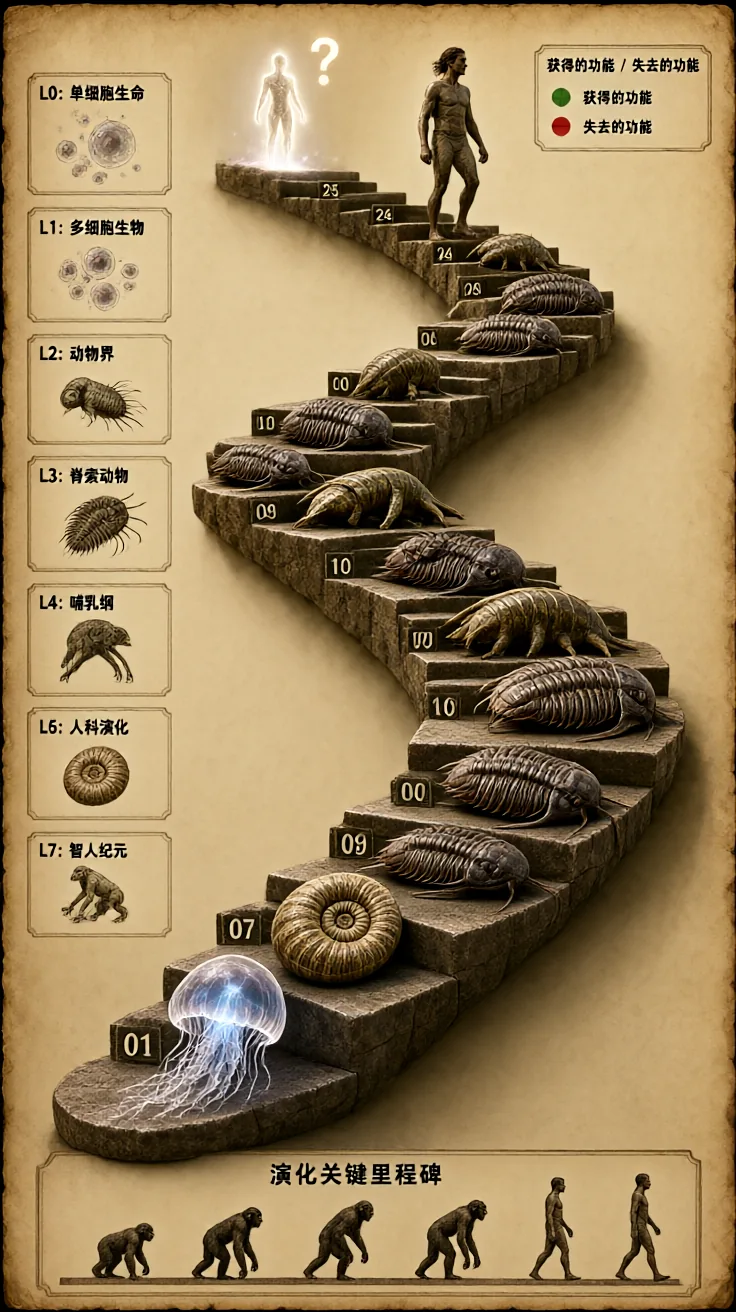 L0: 单细胞生命
L1: 多细胞生物
L2: 动物界
L3: 脊索动物
L4: 哺乳纲
L6: 人科演化
L7: 智人纪元
?
获得的功能 / 失去的功能
获得的功能
失去的功能
25
24
24
00
10
09
10
10
00
09
07
01
演化关键里程碑